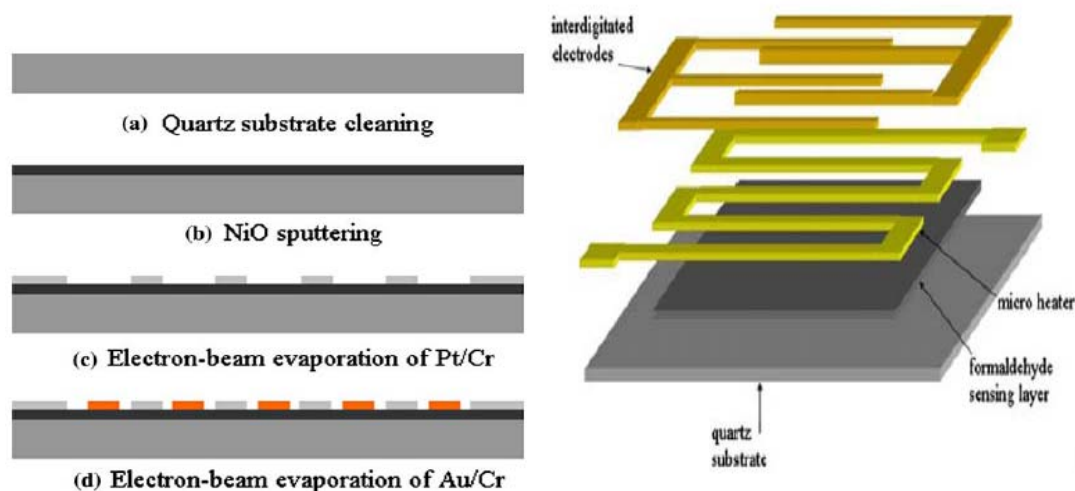 (a) Quartz substrate cleaning
(b) NiO sputtering
(c) Electron-beam evaporation of Pt/Cr
(d) Electron-beam evaporation of Au/Cr
interdigitated
electrodes
micro heater
formaldehyde
sensing layer
quartz
substrate